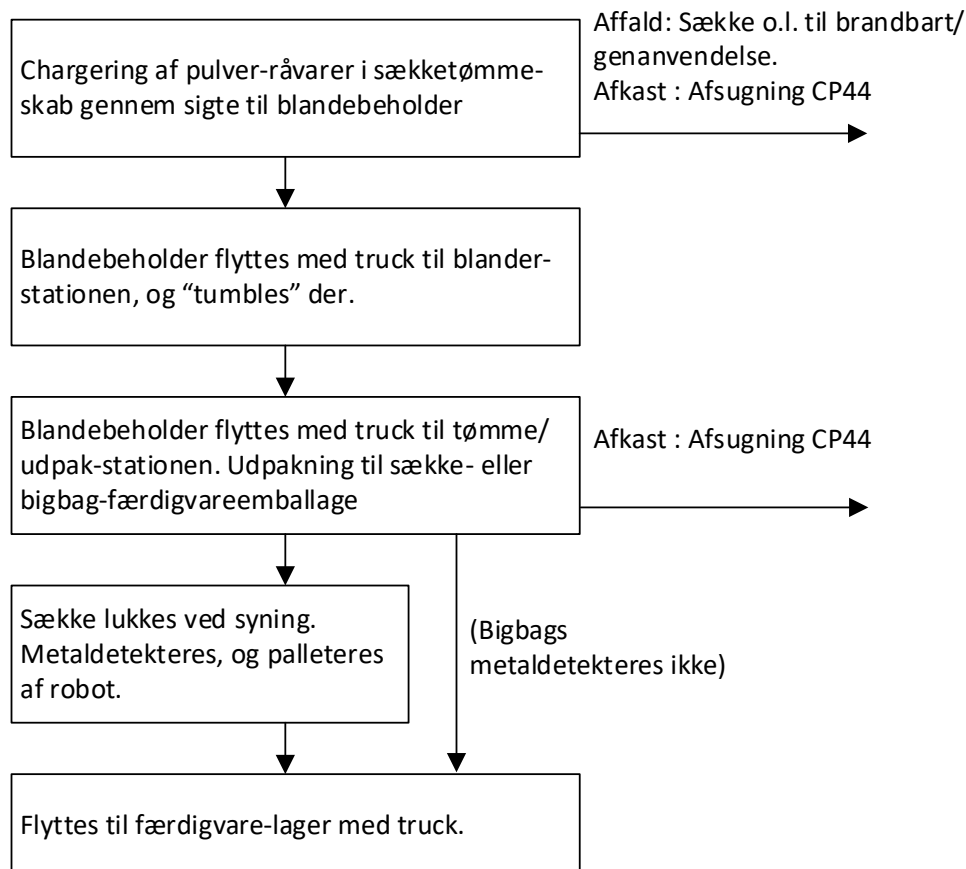 Chargering af pulver-råvarer i sækketømme-
skab gennem sigte til blandebeholder
Affald: Sække o.l. til brandbart/
genanvendelse.
Afkast : Afsugning CP44
Blandebeholder flyttes med truck til blander-
stationen, og “tumbles” der.
Blandebeholder flyttes med truck til tømme/
udpak-stationen. Udpakning til sække- eller
bigbag-færdigvareemballage
Afkast : Afsugning CP44
Sække lukkes ved syning.
Metaldetekteres, og palleteres
af robot.
(Bigbags
metaldetekteres ikke)
Flyttes til færdigvare-lager med truck.